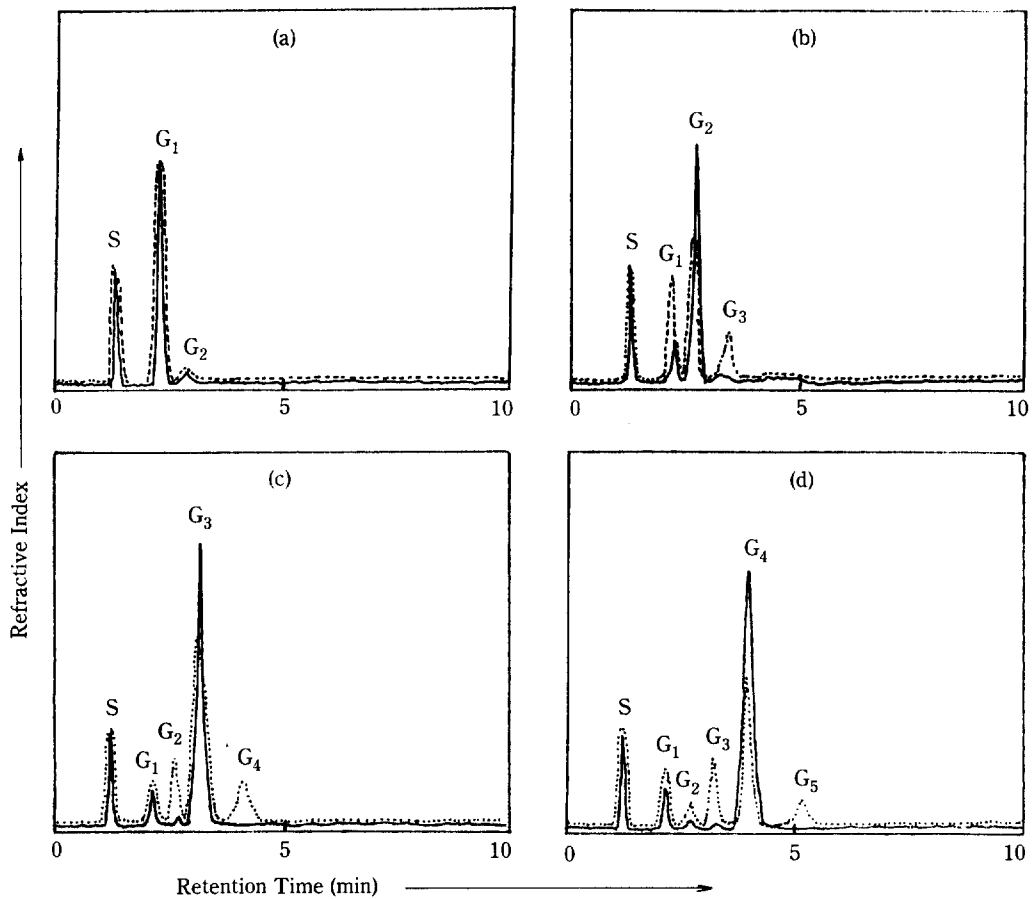 (a)
G₁
S
G₂
0 5 10
(b)
G₂
S
G₁
G₃
0 5 10
(c)
G₃
S
G₂
G₁
G₄
0 5 10
(d)
G₄
S
G₁
G₃
G₂
G₅
0 5 10
Refractive Index
Retention Time (min)